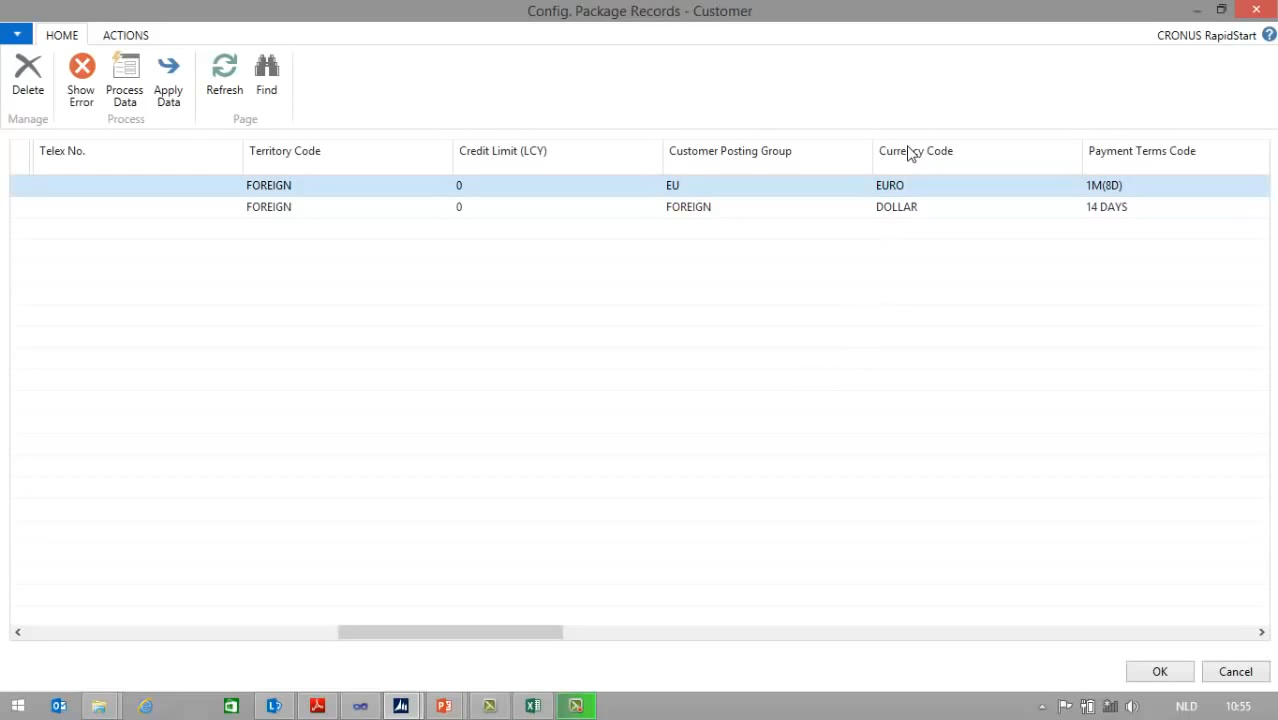 Config. Package Records - Customer
HOME ACTIONS CRONUS RapidStart
Delete Show Error Process Data Apply Data Refresh Find
Manage Process Page
Telex No. Territory Code Credit Limit (LCY) Customer Posting Group Currency Code Payment Terms Code
FOREIGN 0 EU EURO 1M(8D)
FOREIGN 0 FOREIGN DOLLAR 14 DAYS
OK Cancel
NLD 10:55